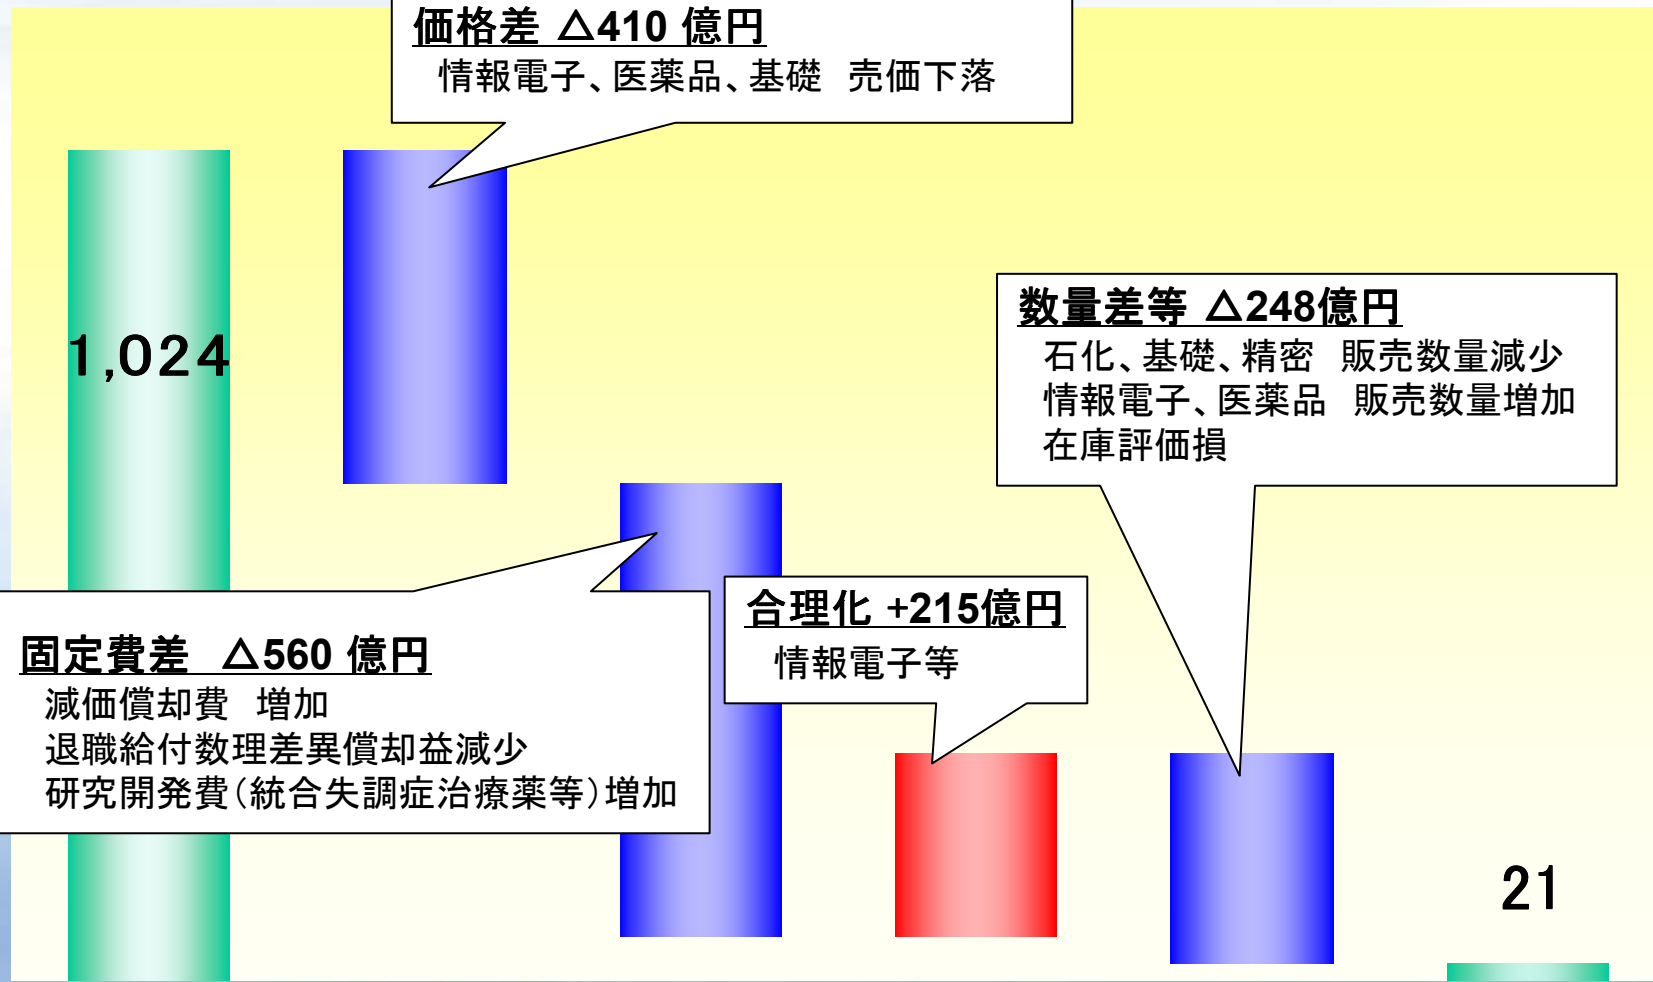 価格差 △410 億円
情報電子、医薬品、基礎　売価下落
1,024
数量差等 △248億円
石化、基礎、精密　販売数量減少
情報電子、医薬品　販売数量増加
在庫評価損
固定費差　△560 億円
減価償却費　増加
退職給付数理差異償却益減少
研究開発費（統合失調症治療薬等）増加
合理化 +215億円
情報電子等
21